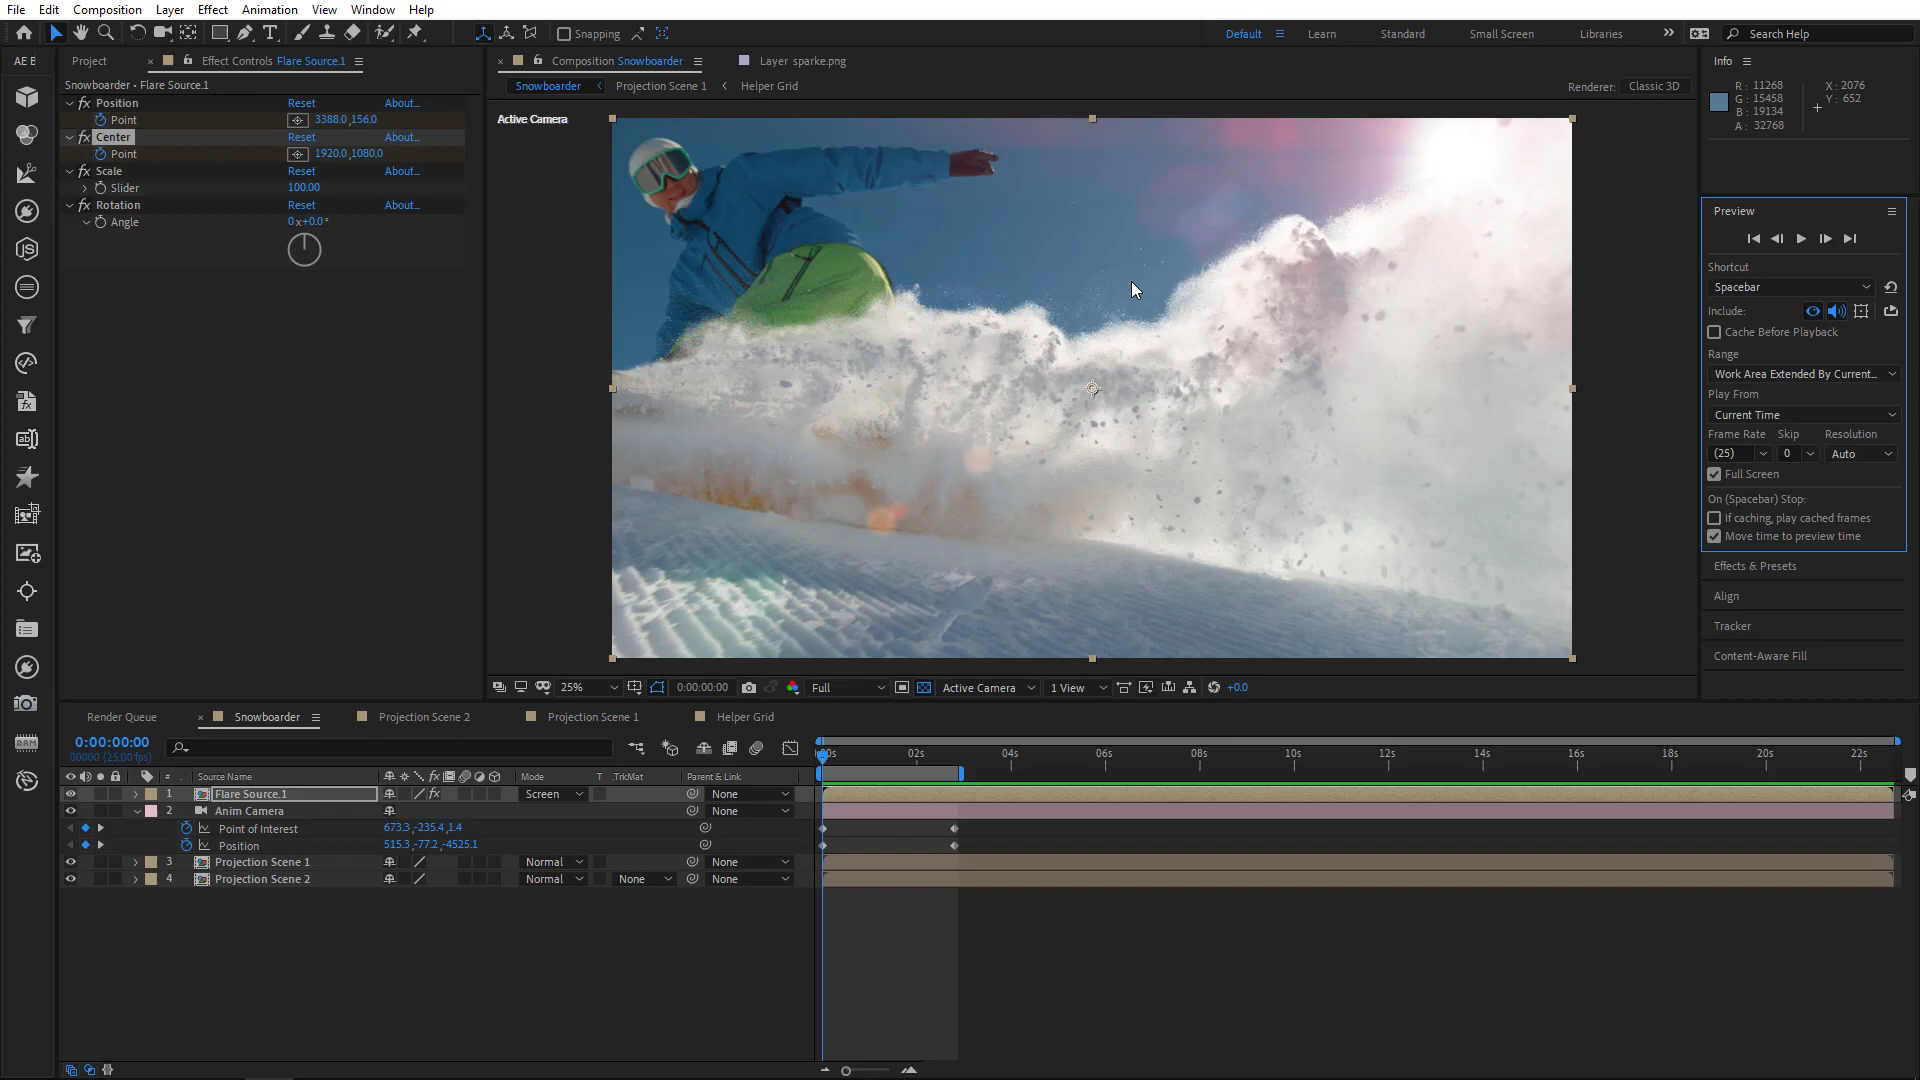 File Edit Composition Layer Effect Animation View Window Help
Snapping
Default Learn Standard Small Screen Libraries Search Help
AE B
Project Effect Controls Flare Source.1
Composition Snowboarder
Layer sparke.png
Info
Snowboarder • Flare Source.1
Snowboarder Projection Scene 1 Helper Grid
Renderer: Classic 3D
R : 11268
G : 15458
B : 19134
A : 32768
X : 2076
Y : 652
Position Reset About...
Point 3388.0 ,156.0
Center Reset About...
Point 1920.0 ,1080.0
Scale Reset About...
Slider 100.00
Rotation Reset About...
Angle 0 x+0.0 °
Active Camera
Preview
Shortcut
Spacebar
Include:
Cache Before Playback
Range
Work Area Extended By Current...
Play From
Current Time
Frame Rate Skip Resolution
(25) 0 Auto
Full Screen
On (Spacebar) Stop:
If caching, play cached frames
Move time to preview time
Effects & Presets
Align
Tracker
Content-Aware Fill
25% 0:00:00:00 Full Active Camera 1 View +0.0
Render Queue Snowboarder Projection Scene 2 Projection Scene 1 Helper Grid
0:00:00:00
00000 (25.00 fps)
02s 04s 06s 08s 10s 12s 14s 16s 18s 20s 22s
# Source Name Mode T .TrkMat Parent & Link
1 Flare Source.1 Screen None
2 Anim Camera None
Point of Interest 673.3 ,-235.4 ,1.4
Position 515.3 ,-77.2 ,-4525.1
3 Projection Scene 1 Normal None
4 Projection Scene 2 Normal None None
RAM